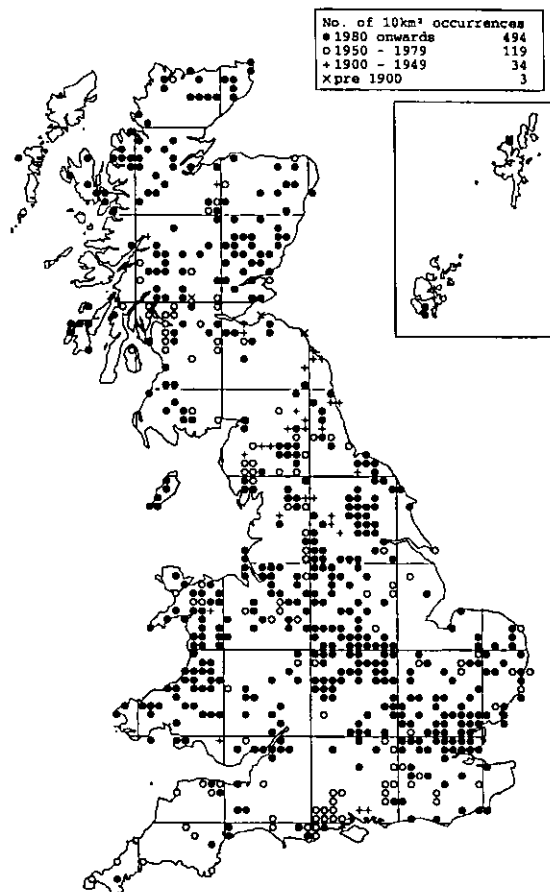 No. of 10km² occurrences
● 1980 onwards 494
○ 1950 - 1979 119
+ 1900 - 1949 34
× pre 1900 3